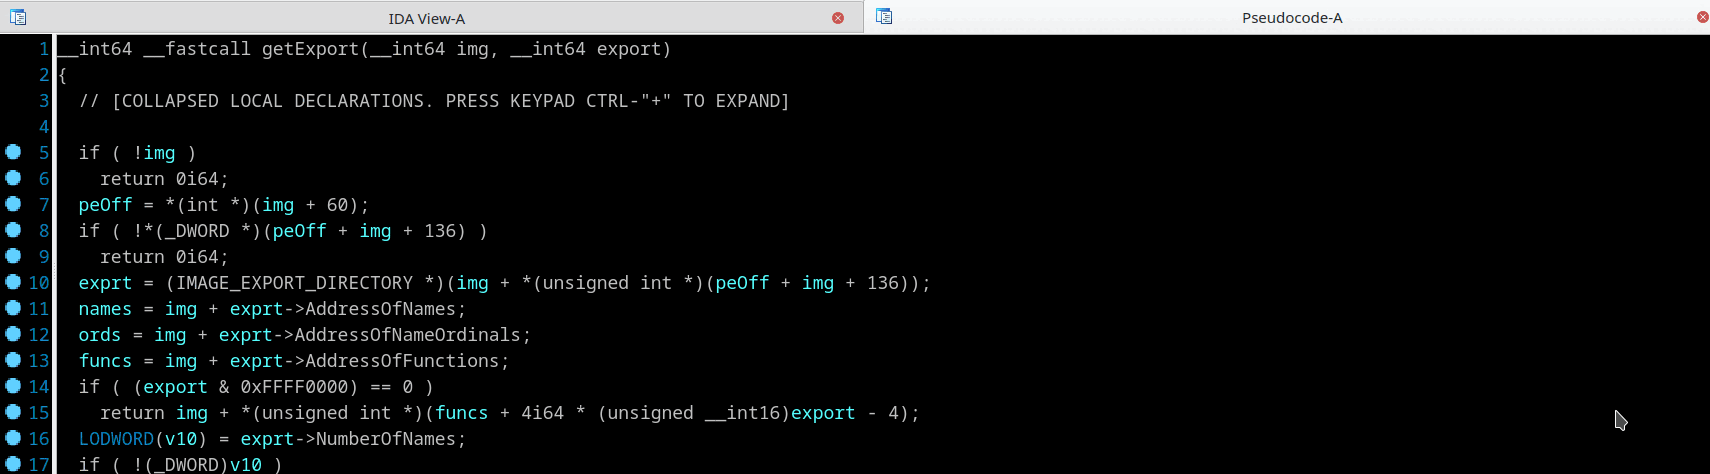 IDA View-A
Pseudocode-A
1 __int64 __fastcall getExport(__int64 img, __int64 export)
2 {
3 // [COLLAPSED LOCAL DECLARATIONS. PRESS KEYPAD CTRL-"+" TO EXPAND]
4
5 if ( !img )
6 return 0i64;
7 peOff = *(int *)(img + 60);
8 if ( !*(_DWORD *)(peOff + img + 136) )
9 return 0i64;
10 exprt = (IMAGE_EXPORT_DIRECTORY *)(img + *(unsigned int *)(peOff + img + 136));
11 names = img + exprt->AddressOfNames;
12 ords = img + exprt->AddressOfNameOrdinals;
13 funcs = img + exprt->AddressOfFunctions;
14 if ( (export & 0xFFFF0000) == 0 )
15 return img + *(unsigned int *)(funcs + 4i64 * (unsigned __int16)export - 4);
16 LODWORD(v10) = exprt->NumberOfNames;
17 if ( !(_DWORD)v10 )